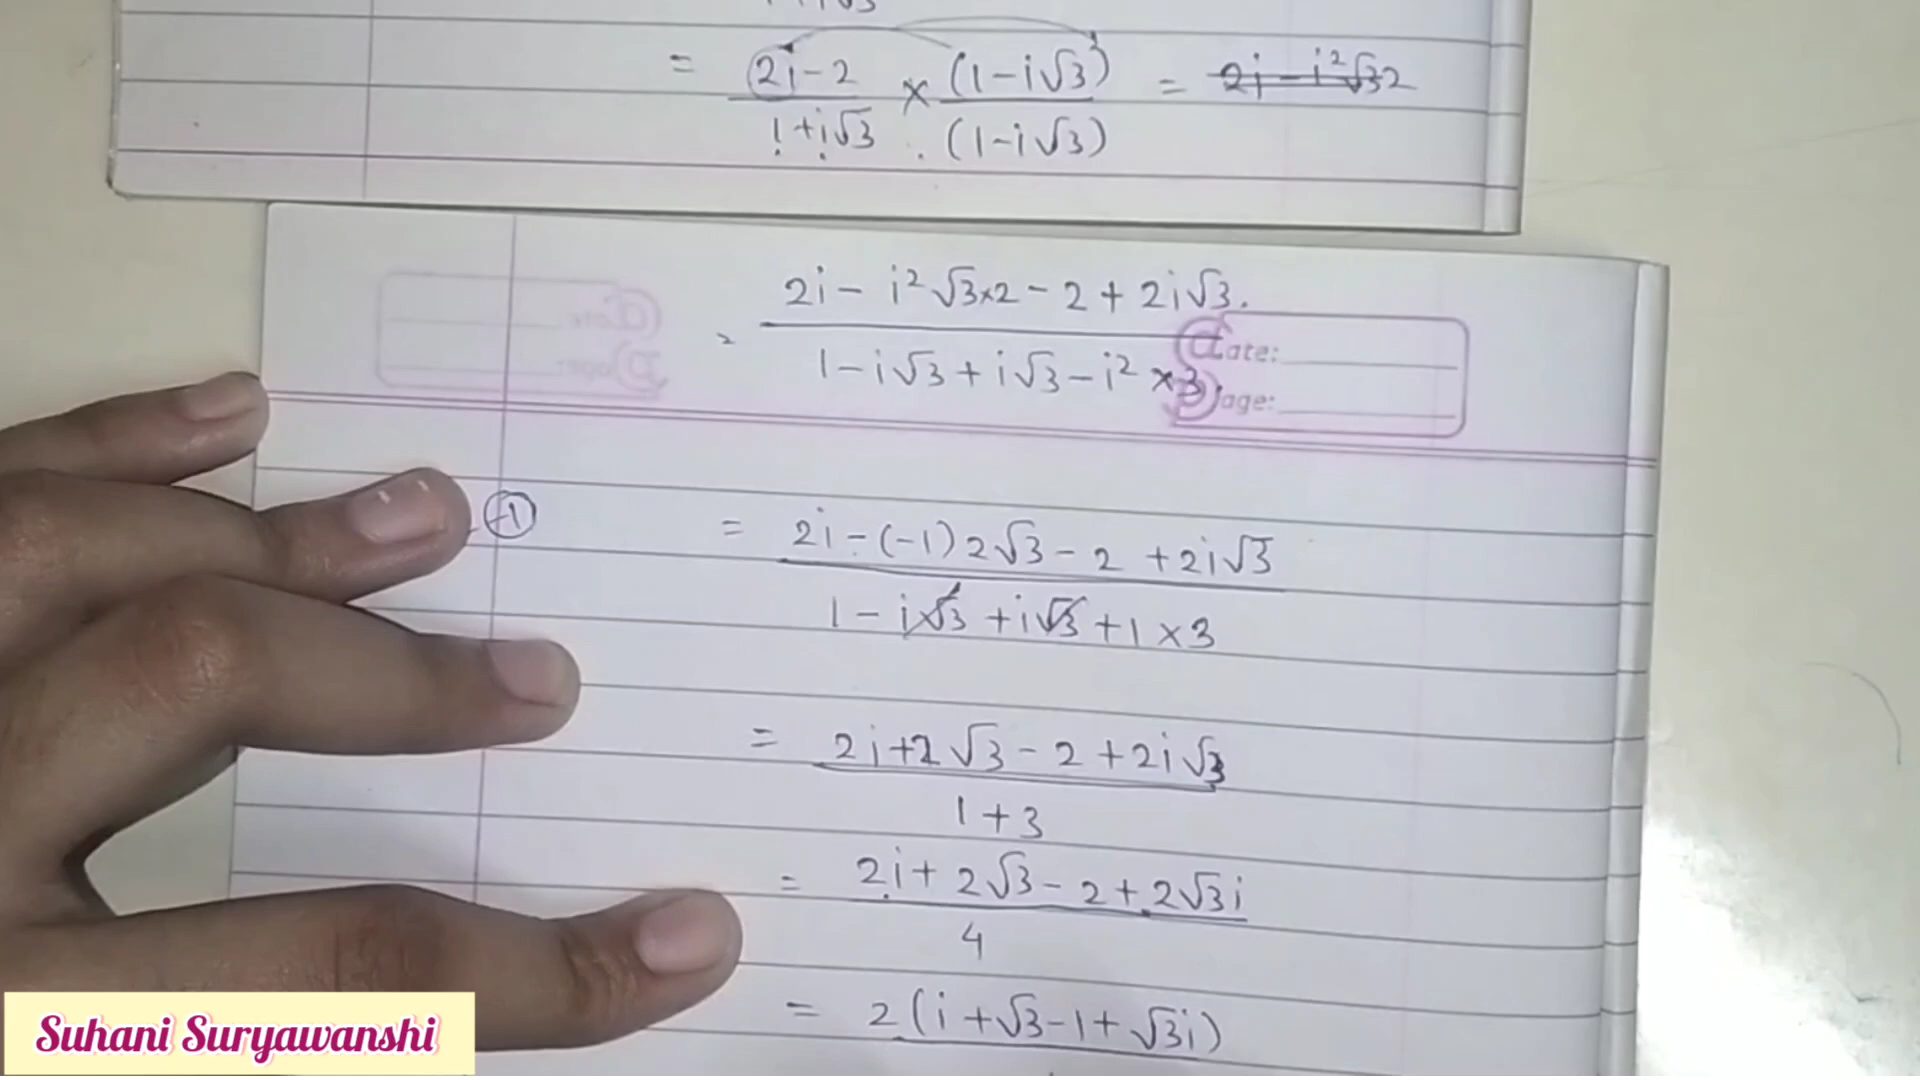 = 2i-2 / 1+i√3 × (1-i√3) / (1-i√3) = 2i - i²√32
= 2i - i²√3×2 - 2 + 2i√3. / 1-i√3 + i√3 - i² × 3
Date:
Page:
-1
= 2i-(-1)2√3 - 2 + 2i√3 / 1 - i√3 + i√3 + 1 × 3
= 2i+2√3 - 2 + 2i√3 / 1+3
= 2i + 2√3 - 2 + 2√3i / 4
= 2(i+√3-1+√3i)
Suhani Suryawanshi